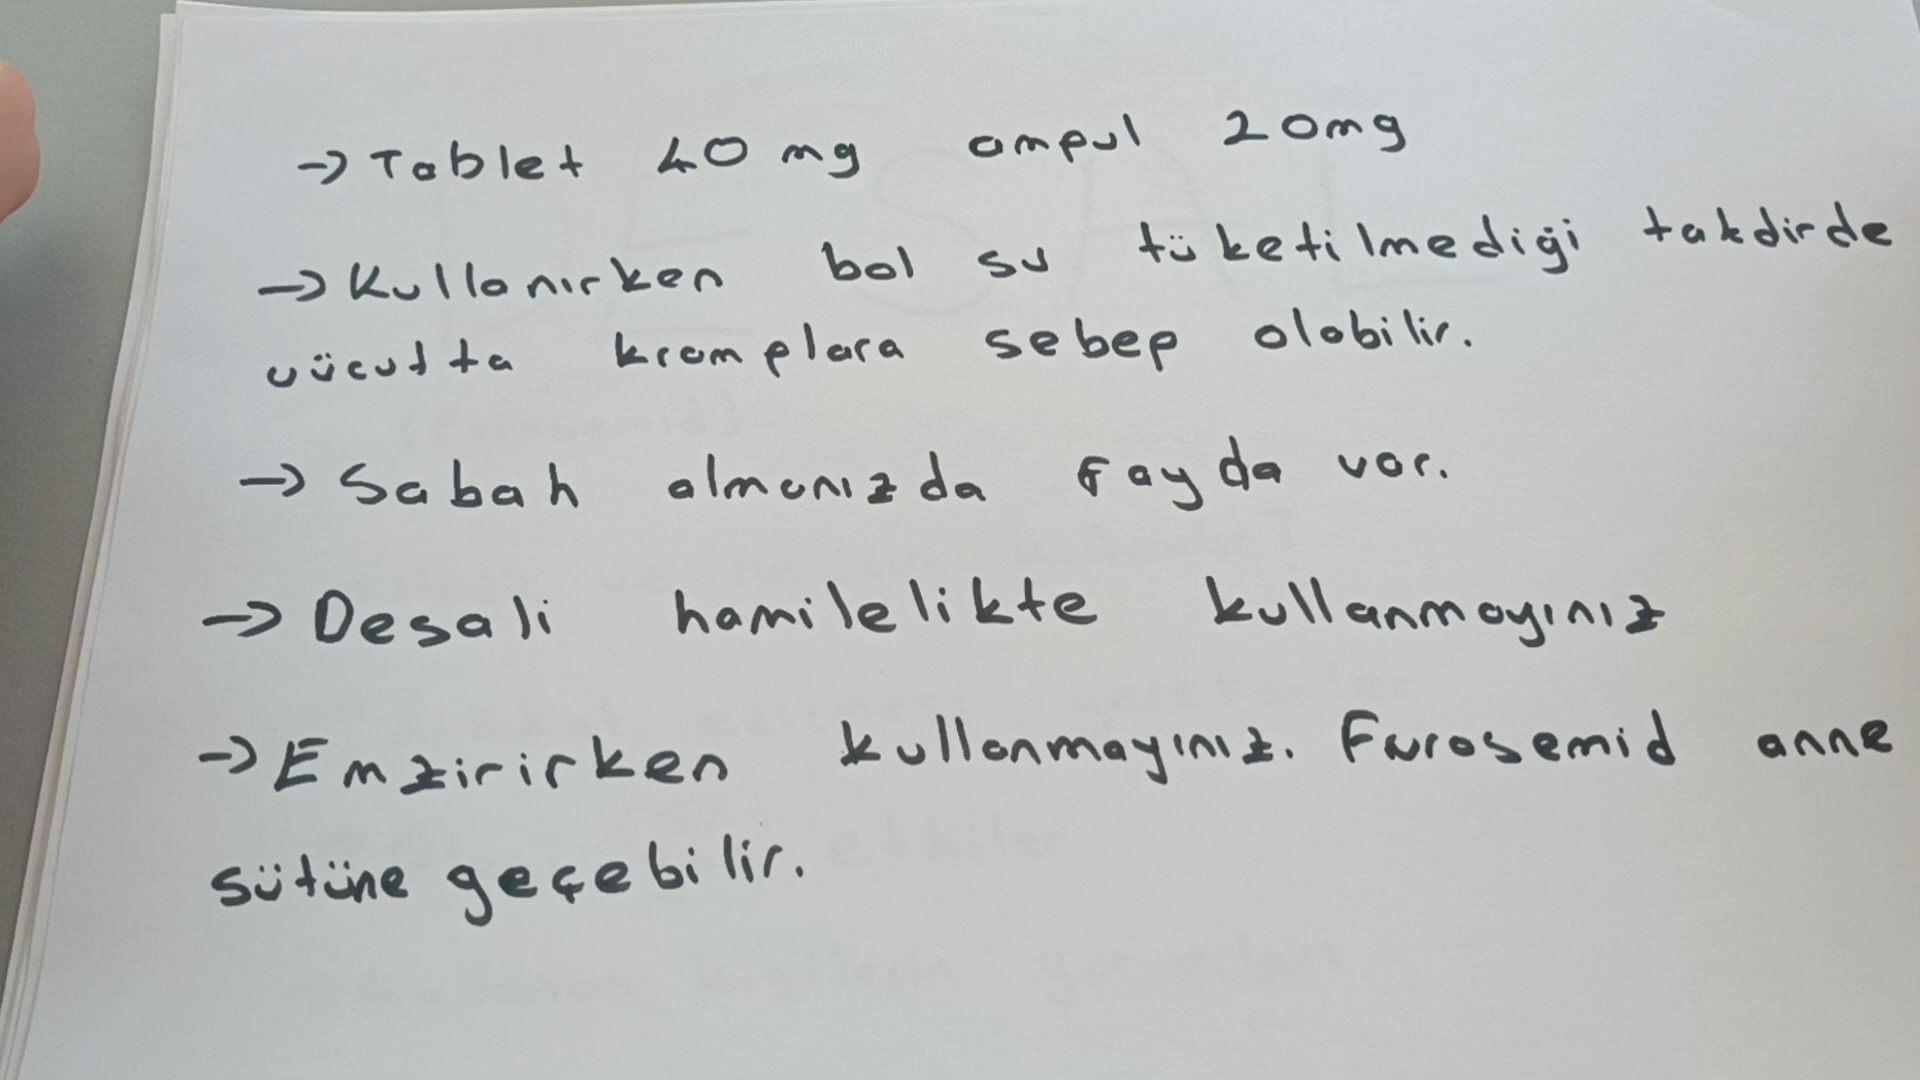 → Tablet 40 mg ampul 20mg
→ Kullanırken bol su tüketilmediği takdirde
vücutta kramplara sebep olabilir.
→ Sabah almanızda Fayda var.
→ Desali hamilelikte kullanmayınız
→ Emzirirken kullanmayınız. Furosemid anne
sütüne geçebilir.